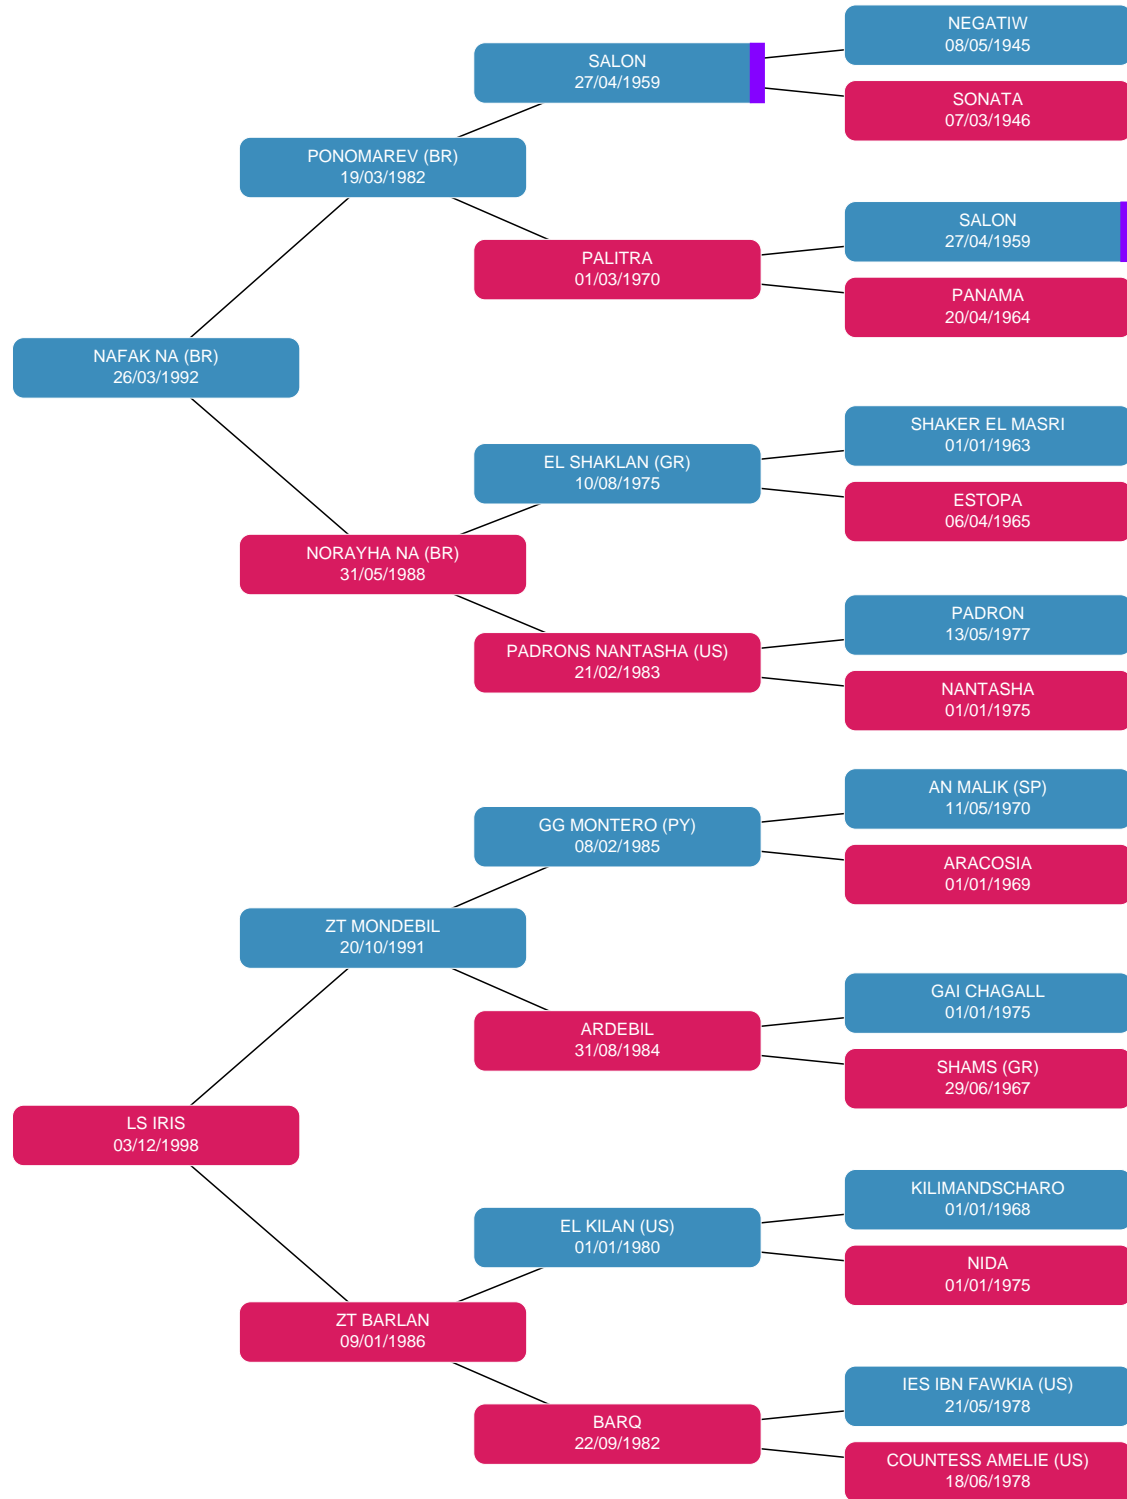 NEGATIW
08/05/1945
SALON
27/04/1959
SONATA
07/03/1946
PONOMAREV (BR)
19/03/1982
SALON
27/04/1959
PALITRA
01/03/1970
PANAMA
20/04/1964
NAFAK NA (BR)
26/03/1992
SHAKER EL MASRI
01/01/1963
EL SHAKLAN (GR)
10/08/1975
ESTOPA
06/04/1965
NORAYHA NA (BR)
31/05/1988
PADRON
13/05/1977
PADRONS NANTASHA (US)
21/02/1983
NANTASHA
01/01/1975
AN MALIK (SP)
11/05/1970
GG MONTERO (PY)
08/02/1985
ARACOSIA
01/01/1969
ZT MONDEBIL
20/10/1991
GAI CHAGALL
01/01/1975
ARDEBIL
31/08/1984
SHAMS (GR)
29/06/1967
LS IRIS
03/12/1998
KILIMANDSCHARO
01/01/1968
EL KILAN (US)
01/01/1980
NIDA
01/01/1975
ZT BARLAN
09/01/1986
IES IBN FAWKIA (US)
21/05/1978
BARQ
22/09/1982
COUNTESS AMELIE (US)
18/06/1978